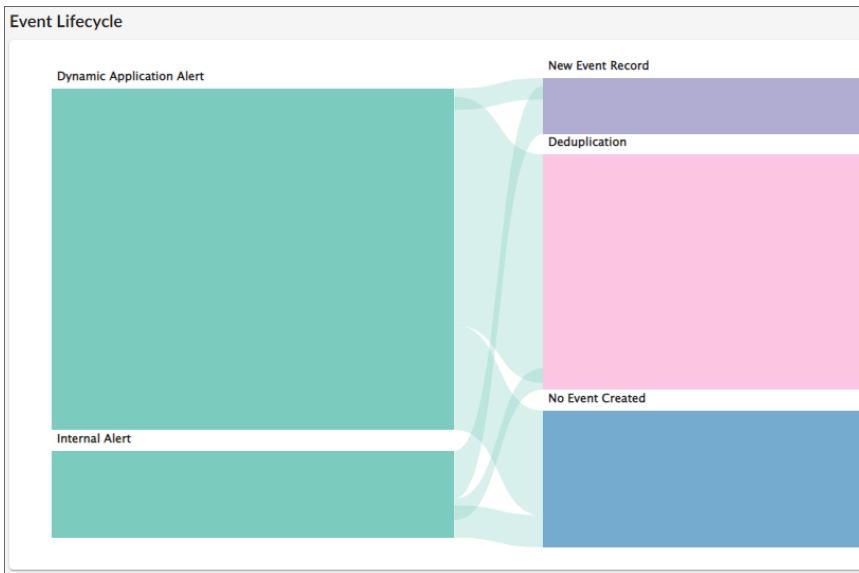 Event Lifecycle
Dynamic Application Alert
New Event Record
Deduplication
No Event Created
Internal Alert